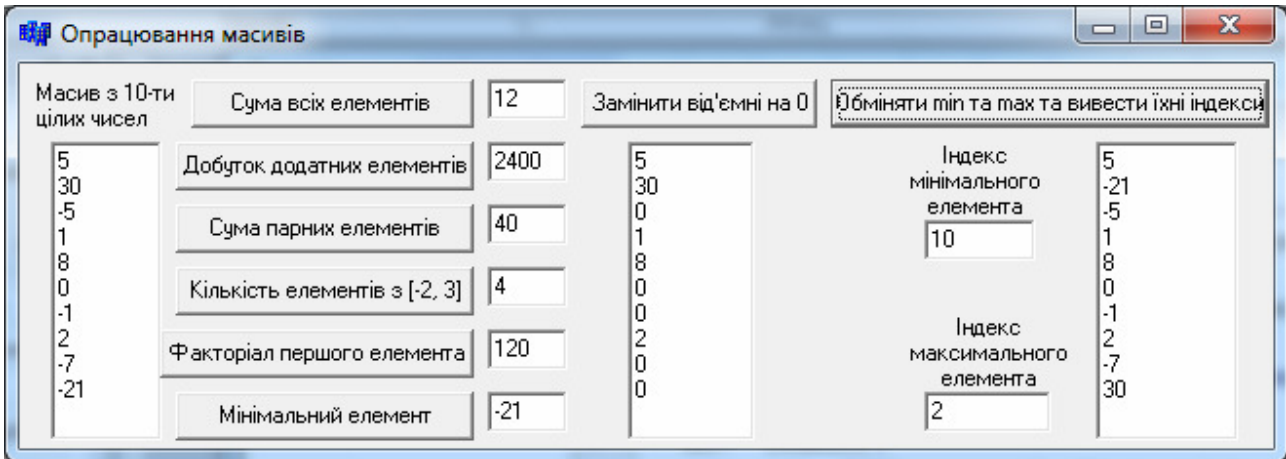 Опрацювання масивів
Масив з 10-ти
цілих чисел
5
30
-5
1
8
0
-1
2
-7
-21
Сума всіх елементів
12
Добуток додатних елементів
2400
Сума парних елементів
40
Кількість елементів з [-2, 3]
4
Факторіал першого елемента
120
Мінімальний елемент
-21
Замінити від'ємні на 0
5
30
0
1
8
0
0
2
0
0
Обміняти min та max та вивести їхні індекси
Індекс
мінімального
елемента
10
Індекс
максимального
елемента
2
5
-21
-5
1
8
0
-1
2
-7
30